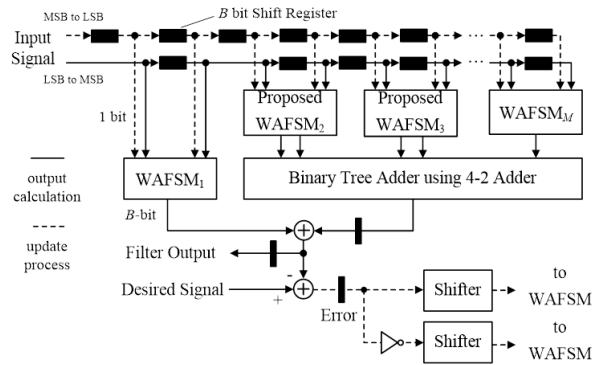 MSB to LSB
B bit Shift Register
Input
Signal
LSB to MSB
1 bit
Proposed
WAFSM2
Proposed
WAFSM3
WAFSMM
output
calculation
WAFSM1
Binary Tree Adder using 4-2 Adder
B-bit
update
process
Filter Output
Desired Signal
-
+
Error
Shifter
to
WAFSM
Shifter
to
WAFSM